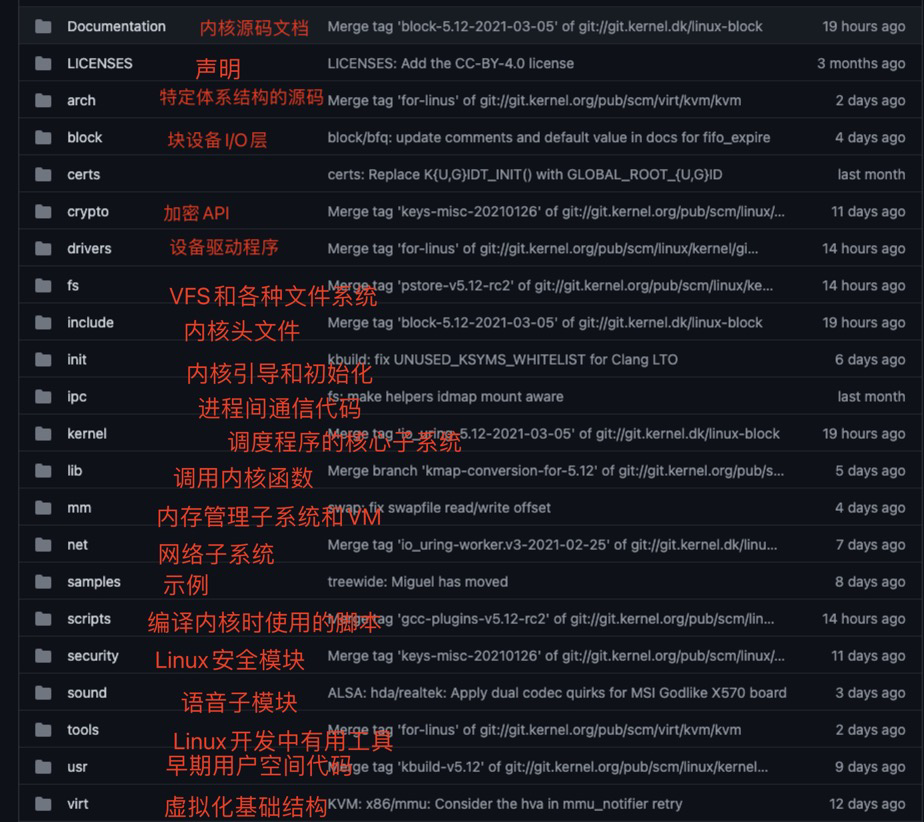 Documentation 内核源码文档 Merge tag 'block-5.12-2021-03-05' of git://git.kernel.dk/linux-block 19 hours ago
LICENSES 声明 LICENSES: Add the CC-BY-4.0 license 3 months ago
arch 特定体系结构的源码 Merge tag 'for-linus' of git://git.kernel.org/pub/scm/virt/kvm/kvm 2 days ago
block 块设备I/O层 block/bfq: update comments and default value in docs for fifo_expire 4 days ago
certs certs: Replace K{U,G}IDT_INIT() with GLOBAL_ROOT_{U,G}ID last month
crypto 加密API Merge tag 'keys-misc-20210126' of git://git.kernel.org/pub/scm/linux/... 11 days ago
drivers 设备驱动程序 Merge tag 'for-linus' of git://git.kernel.org/pub/scm/linux/kernel/gi... 14 hours ago
fs VFS和各种文件系统 Merge tag 'pstore-v5.12-rc2' of git://git.kernel.org/pub/scm/linux/ke... 14 hours ago
include 内核头文件 Merge tag 'block-5.12-2021-03-05' of git://git.kernel.dk/linux-block 19 hours ago
init 内核引导和初始化 kbuild: fix UNUSED_KSYMS_WHITELIST for Clang LTO 6 days ago
ipc 进程间通信代码 fs: make helpers idmap mount aware last month
kernel 调度程序的核心子系统 Merge tag 'io_uring-5.12-2021-03-05' of git://git.kernel.dk/linux-block 19 hours ago
lib 调用内核函数 Merge branch 'kmap-conversion-for-5.12' of git://git.kernel.org/pub/s... 5 days ago
mm 内存管理子系统和VM swap: fix swapfile read/write offset 4 days ago
net 网络子系统 Merge tag 'io_uring-worker.v3-2021-02-25' of git://git.kernel.dk/linu... 7 days ago
samples 示例 treewide: Miguel has moved 8 days ago
scripts 编译内核时使用的脚本 Merge tag 'gcc-plugins-v5.12-rc2' of git://git.kernel.org/pub/scm/lin... 14 hours ago
security Linux安全模块 Merge tag 'keys-misc-20210126' of git://git.kernel.org/pub/scm/linux/... 11 days ago
sound 语音子模块 ALSA: hda/realtek: Apply dual codec quirks for MSI Godlike X570 board 3 days ago
tools Linux开发中有用工具 Merge tag 'for-linus' of git://git.kernel.org/pub/scm/virt/kvm/kvm 2 days ago
usr 早期用户空间代码 Merge tag 'kbuild-v5.12' of git://git.kernel.org/pub/scm/linux/kernel... 9 days ago
virt 虚拟化基础结构 KVM: x86/mmu: Consider the hva in mmu_notifier retry 12 days ago